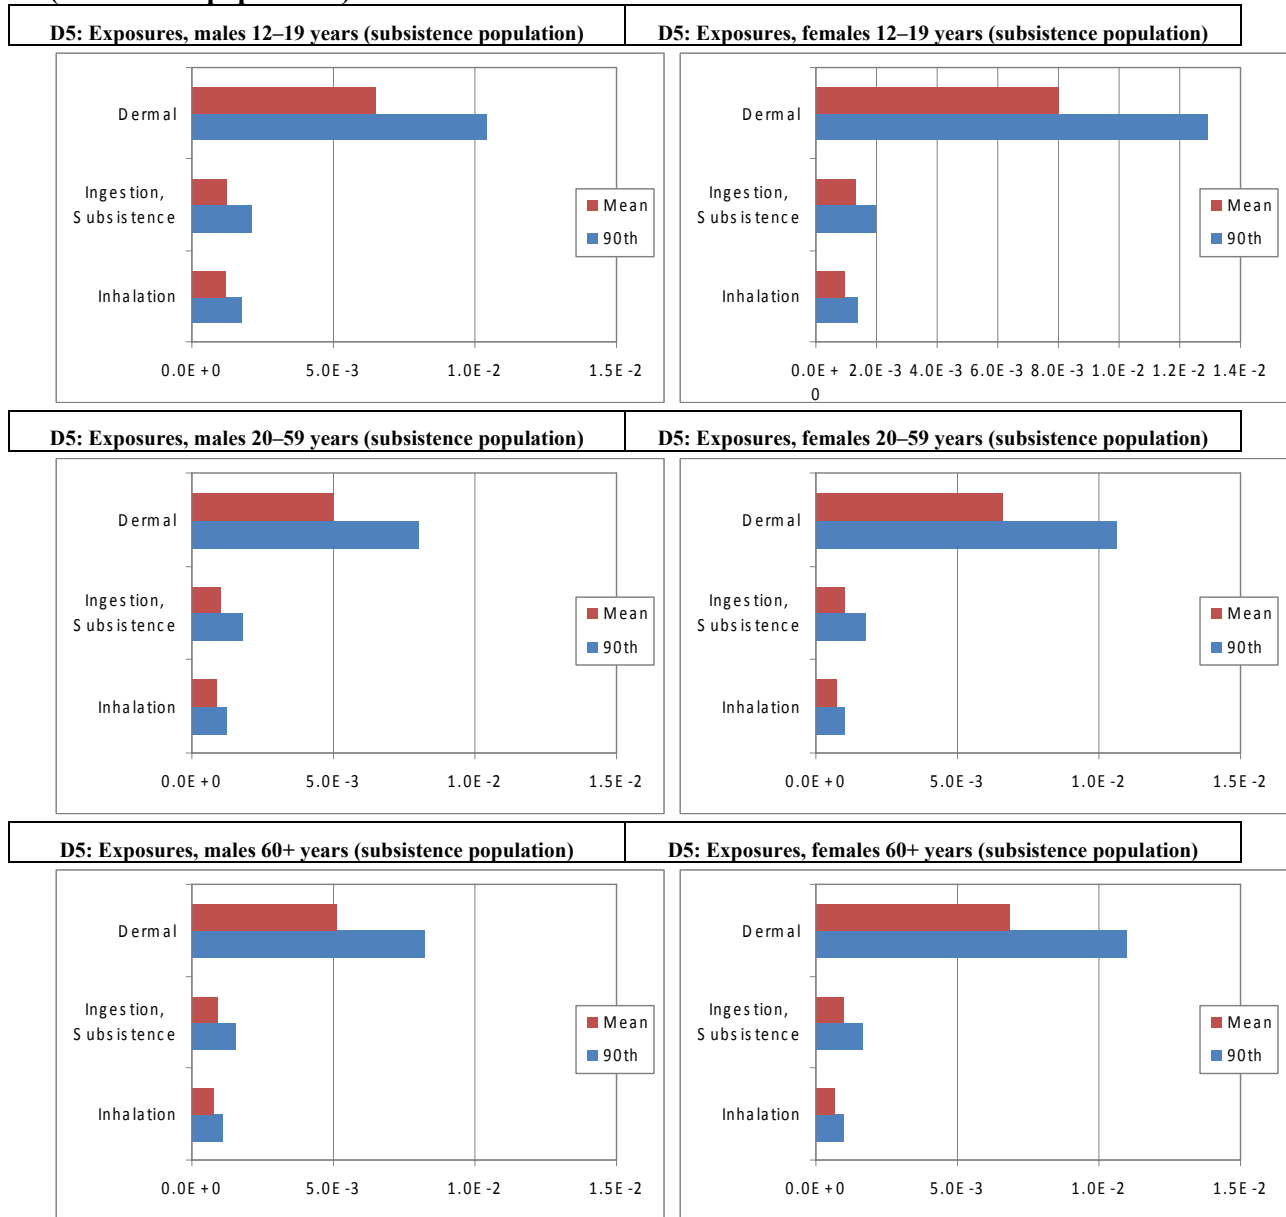 D5: Exposures, males 12–19 years (subsistence population)
D5: Exposures, females 12–19 years (subsistence population)
Dermal
Ingestion,
Subsistence
Inhalation
Mean
90th
0.0E+0 5.0E-3 1.0E-2 1.5E-2
Dermal
Ingestion,
Subsistence
Inhalation
Mean
90th
0.0E+ 2.0E-3 4.0E-3 6.0E-3 8.0E-3 1.0E-2 1.2E-2 1.4E-2
0
D5: Exposures, males 20–59 years (subsistence population)
D5: Exposures, females 20–59 years (subsistence population)
Dermal
Ingestion,
Subsistence
Inhalation
Mean
90th
0.0E+0 5.0E-3 1.0E-2 1.5E-2
Dermal
Ingestion,
Subsistence
Inhalation
Mean
90th
0.0E+0 5.0E-3 1.0E-2 1.5E-2
D5: Exposures, males 60+ years (subsistence population)
D5: Exposures, females 60+ years (subsistence population)
Dermal
Ingestion,
Subsistence
Inhalation
Mean
90th
0.0E+0 5.0E-3 1.0E-2 1.5E-2
Dermal
Ingestion,
Subsistence
Inhalation
Mean
90th
0.0E+0 5.0E-3 1.0E-2 1.5E-2